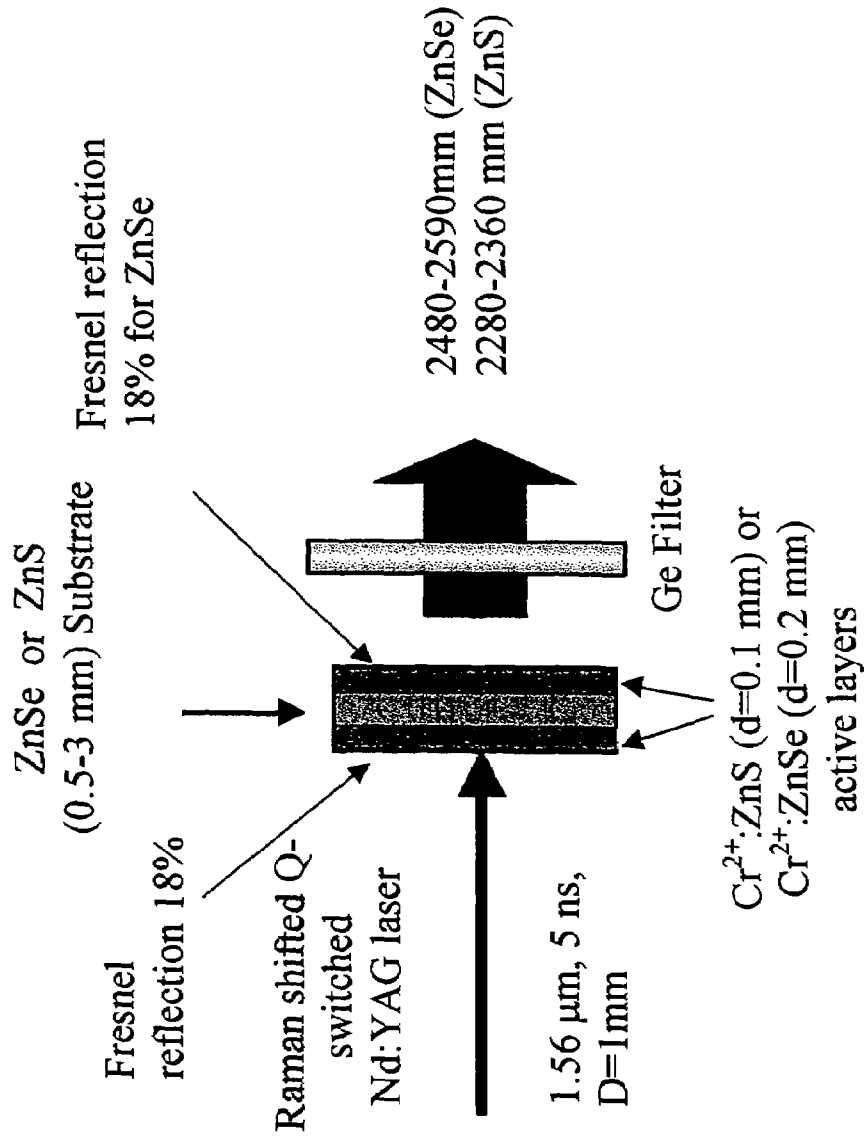 ZnSe or ZnS
(0.5-3 mm) Substrate
Fresnel
reflection 18%
Fresnel reflection
18% for ZnSe
Raman shifted Q-
switched
Nd:YAG laser
1.56 μm, 5 ns,
D=1mm
2480-2590mm (ZnSe)
2280-2360 mm (ZnS)
Ge Filter
Cr²⁺:ZnS (d=0.1 mm) or
Cr²⁺:ZnSe (d=0.2 mm)
active layers